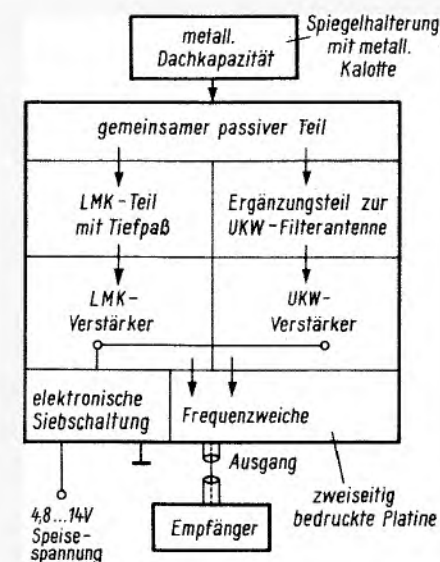 metall.
Dachkapazität
Spiegelhalterung
mit metall.
Kalotte
gemeinsamer passiver Teil
LMK-Teil
mit Tiefpaß
Ergänzungsteil zur
UKW-Filterantenne
LMK-
Verstärker
UKW-
Verstärker
elektronische
Siebschaltung
Frequenzweiche
Ausgang
4,8...14V
Speise-
spannung
Empfänger
zweiseitig
bedruckte Platine